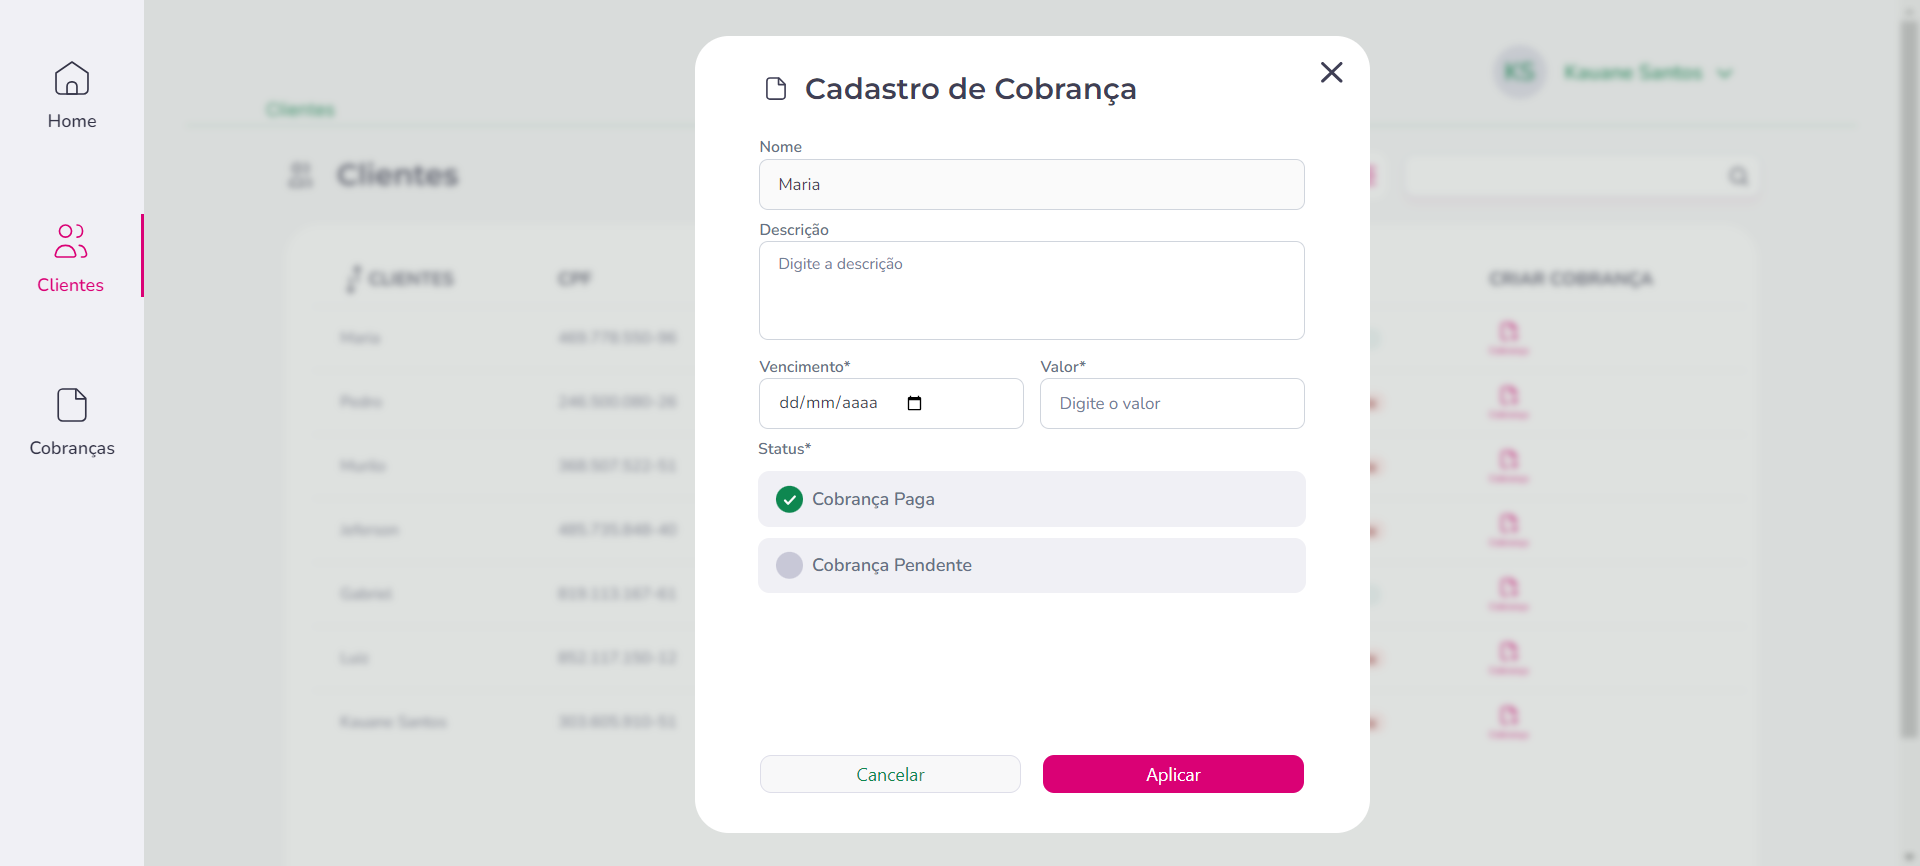 Home
Clientes
Cobranças
Clientes
KS Kauane Santos
Clientes
CLIENTES CPF CRIAR COBRANÇA
Maria
Pedro
Murilo
Gabriel
Luiz
Kauane Santos
Cadastro de Cobrança
Nome
Maria
Descrição
Digite a descrição
Vencimento* Valor*
dd/mm/aaaa Digite o valor
Status*
Cobrança Paga
Cobrança Pendente
Cancelar Aplicar